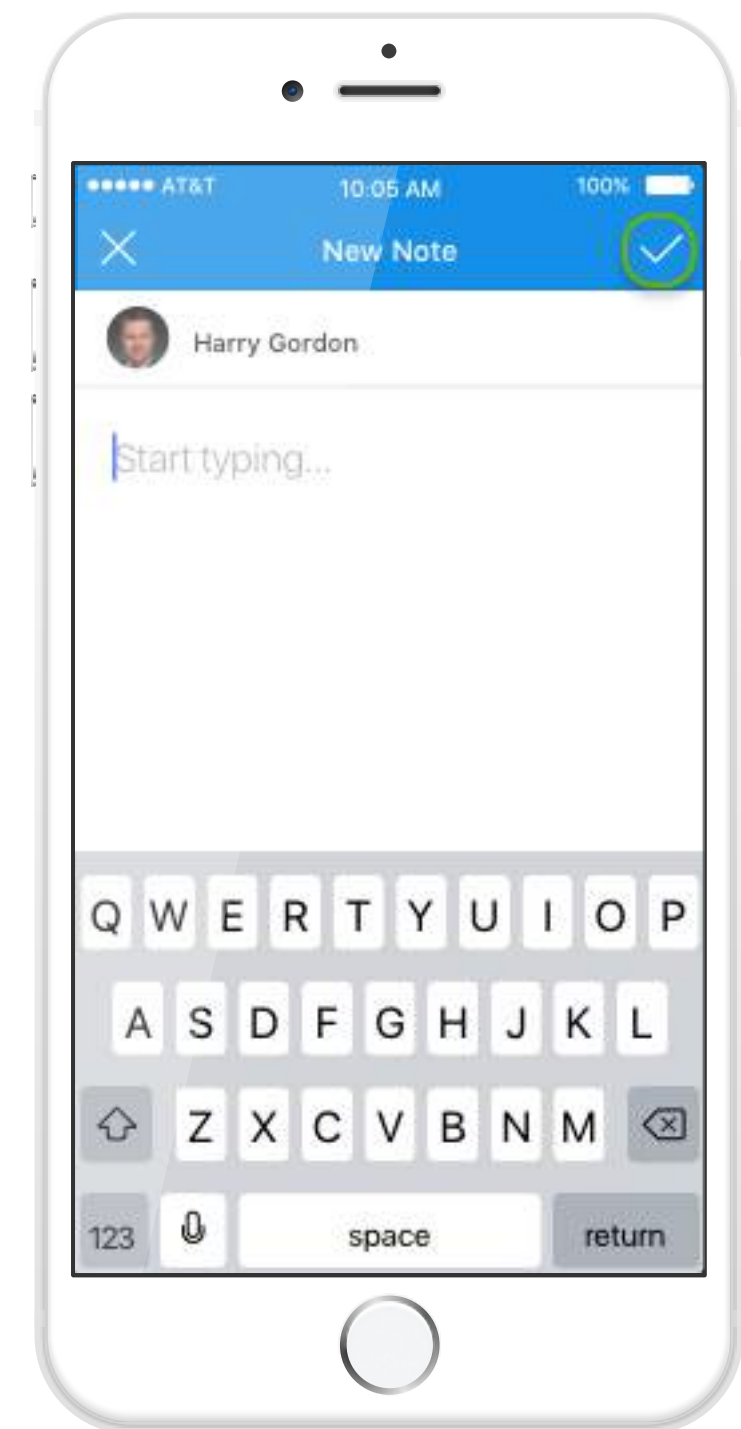 AT&T 10:05 AM 100%
New Note
Harry Gordon
Start typing...
Q W E R T Y U I O P
A S D F G H J K L
Z X C V B N M
123 space return